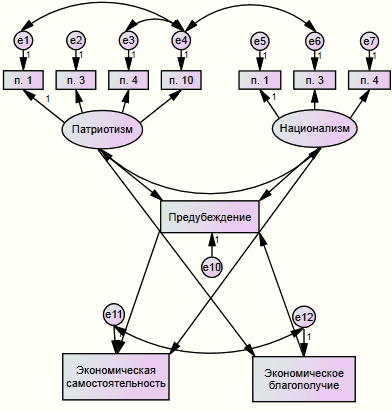 e1 e2 e3 e4 e5 e6 e7
1 1 1 1 1 1 1
п. 1 п. 3 п. 4 п. 10 п. 1 п. 3 п. 4
1 1
Патриотизм Национализм
Предубеждение
1
e10
e11 e12
1 1
Экономическая
самостоятельность
Экономическое
благополучие